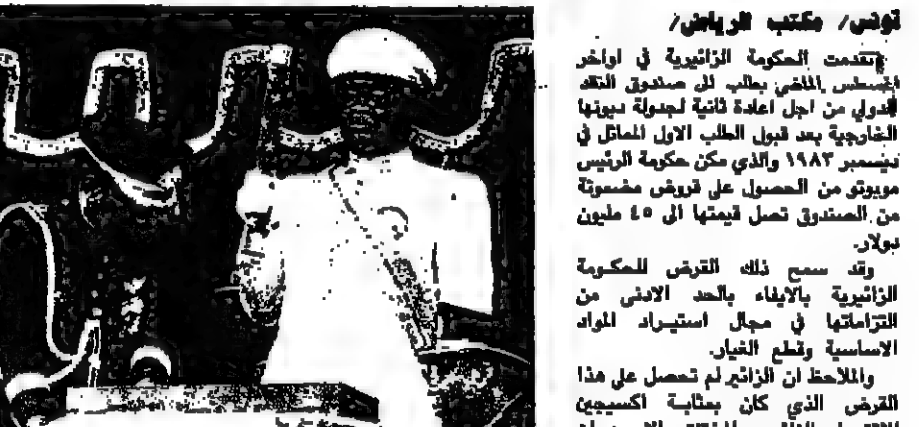 تونس/ مكتب الرياض/
تقدمت الحكومة الزائيرية في اواخر
اغسطس الماضي بطلب الى صندوق النقد
الدولي من اجل اعادة ثانية لجدولة ديونها
الخارجية بعد قبول الطلب الاول المماثل في
ديسمبر ١٩٨٣ والذي مكن حكومة الرئيس
موبوتو من الحصول على قروض مضمونة
من الصندوق تصل قيمتها الى ٤٥ مليون
دولار.
وقد سمح ذلك القرض للحكومة
الزائيرية بالايفاء بالحد الادنى من
التزاماتها في مجال استيراد المواد
الاساسية وقطع الغيار.
والملاحظ ان الزائير لم تحصل على هذا
القرض الذي كان بمثابة اكسيجين